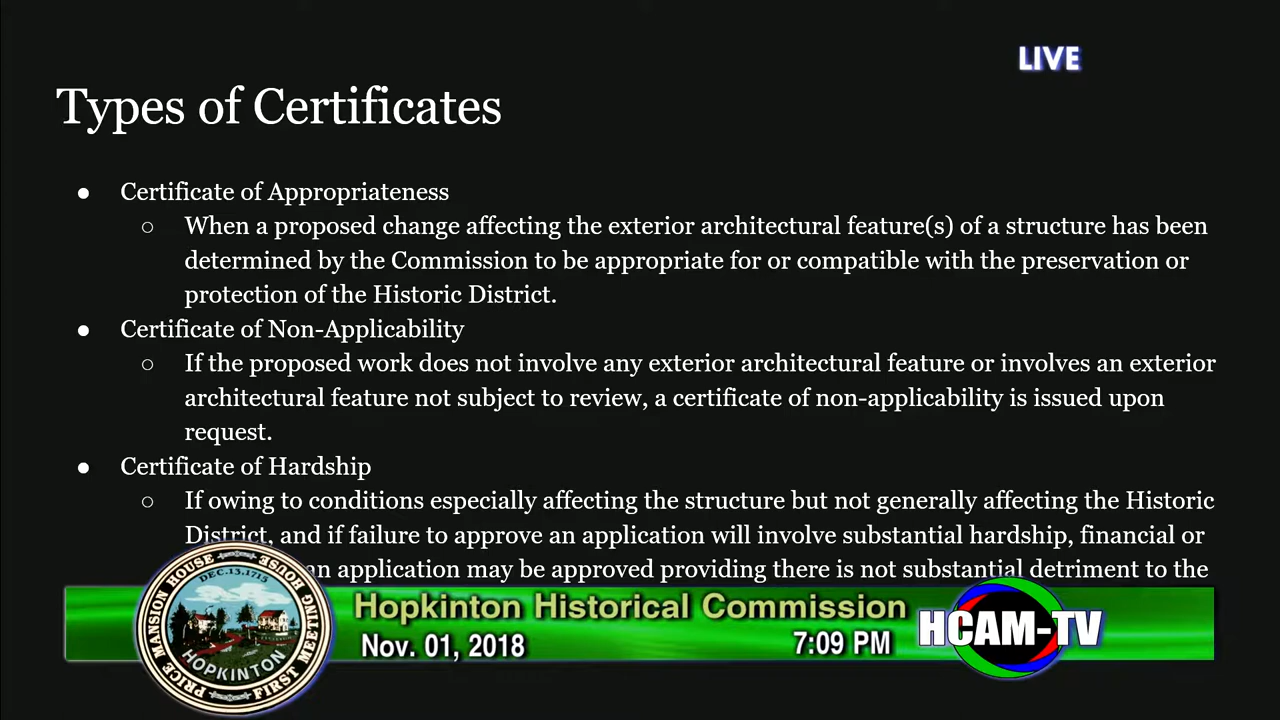 LIVE
Types of Certificates
● Certificate of Appropriateness
○ When a proposed change affecting the exterior architectural feature(s) of a structure has been
determined by the Commission to be appropriate for or compatible with the preservation or
protection of the Historic District.
● Certificate of Non-Applicability
○ If the proposed work does not involve any exterior architectural feature or involves an exterior
architectural feature not subject to review, a certificate of non-applicability is issued upon
request.
● Certificate of Hardship
○ If owing to conditions especially affecting the structure but not generally affecting the Historic
District, and if failure to approve an application will involve substantial hardship, financial or
an application may be approved providing there is not substantial detriment to the
PRICE MANSION HOUSE
HOUSE FIRST MEETING
DEC.13.1715
HOPKINTON
Hopkinton Historical Commission
Nov. 01, 2018
7:09 PM
HCAM-TV